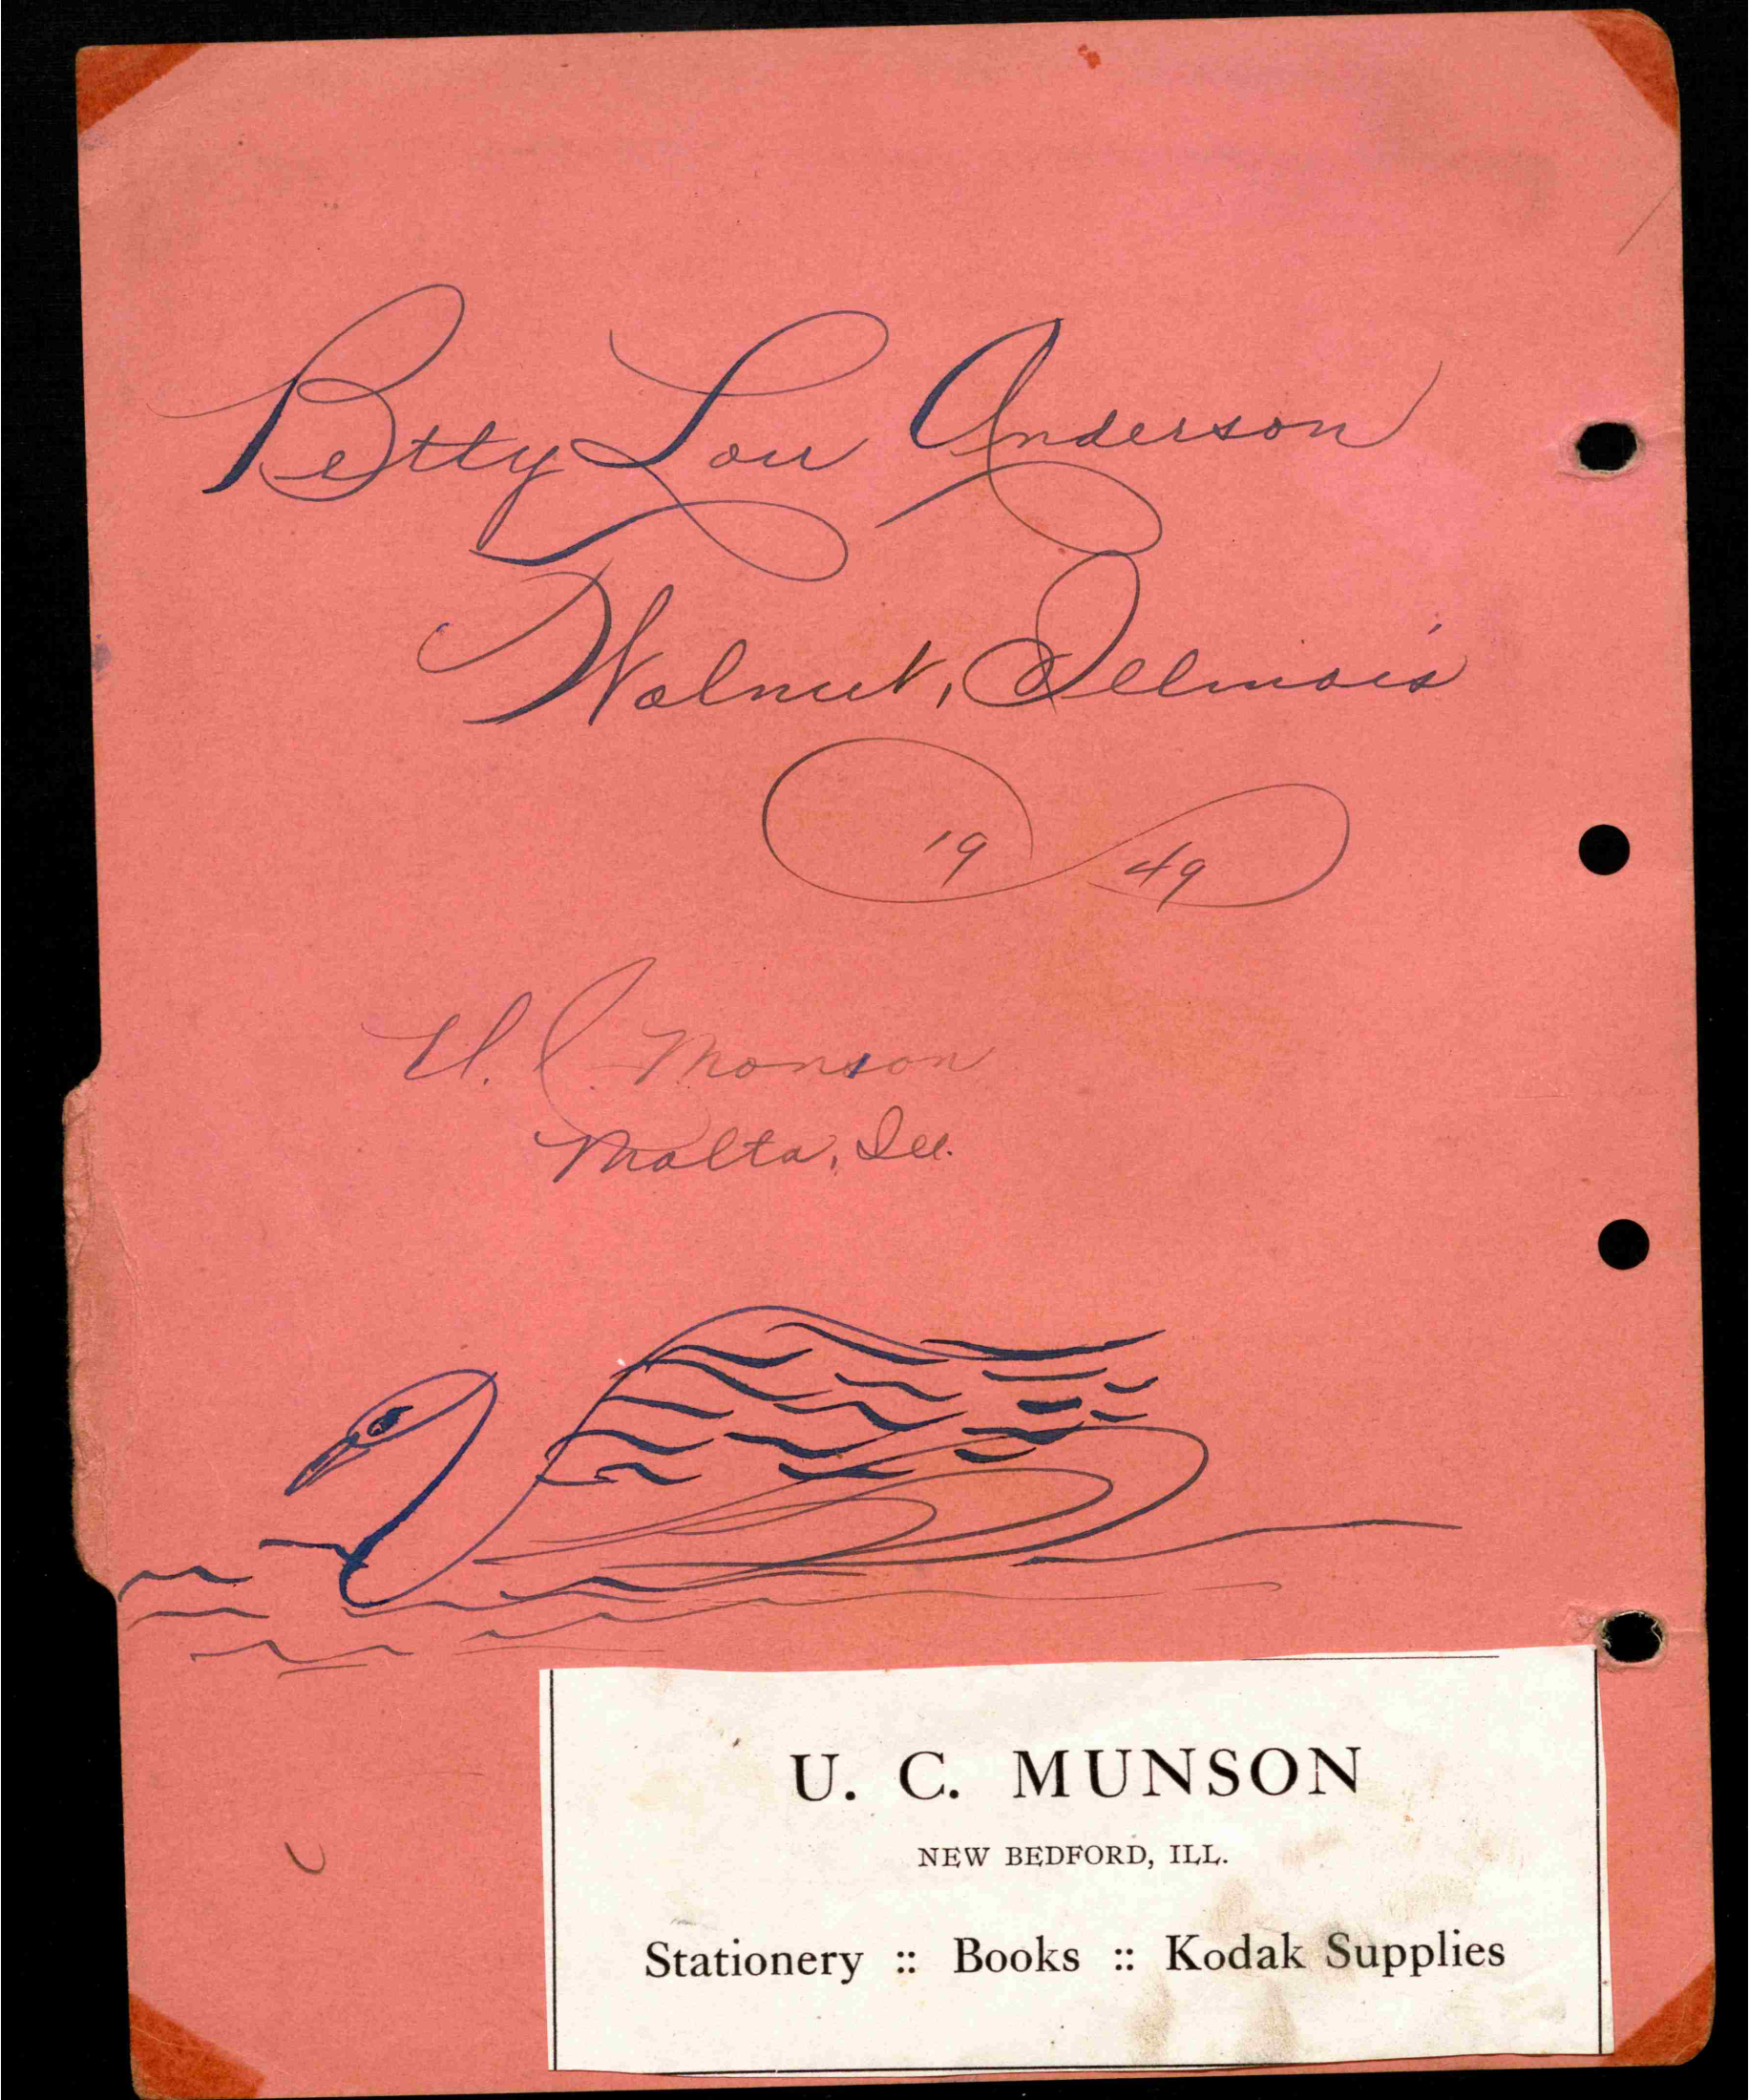 Betty Lou Anderson
Walnut, Illinois
19 49
U. C. Monson
Malta, Ill.
U. C. MUNSON
NEW BEDFORD, ILL.
Stationery :: Books :: Kodak Supplies